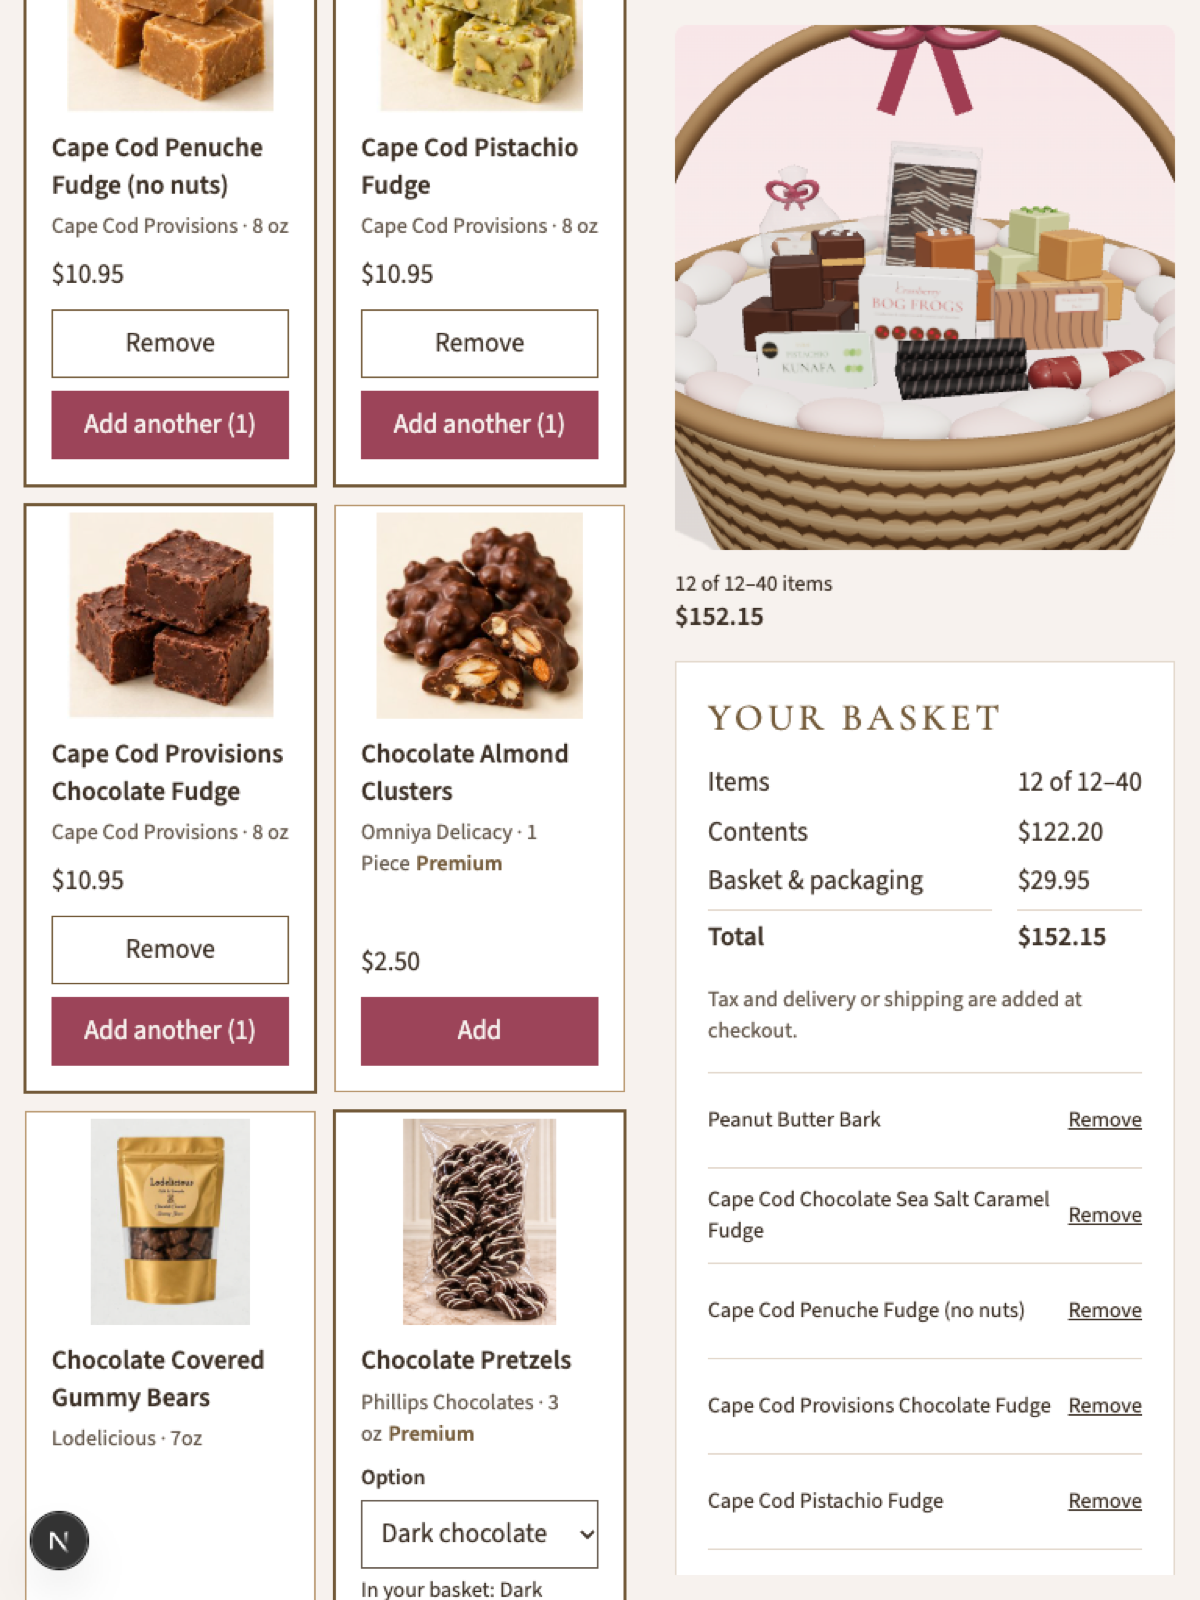 Cape Cod Penuche
Fudge (no nuts)
Cape Cod Provisions · 8 oz
$10.95
Remove
Add another (1)
Cape Cod Pistachio
Fudge
Cape Cod Provisions · 8 oz
$10.95
Remove
Add another (1)
Cape Cod Provisions
Chocolate Fudge
Cape Cod Provisions · 8 oz
$10.95
Remove
Add another (1)
Chocolate Almond
Clusters
Omniya Delicacy · 1
Piece Premium
$2.50
Add
Lodelicious
Chocolate Covered
Gummy Bears
Lodelicious · 7oz
N
Chocolate Pretzels
Phillips Chocolates · 3
oz Premium
Option
Dark chocolate
In your basket: Dark
Cranberry
BOG FROGS
PISTACHIO
KUNAFA
12 of 12–40 items
$152.15
YOUR BASKET
Items 12 of 12–40
Contents $122.20
Basket & packaging $29.95
Total $152.15
Tax and delivery or shipping are added at
checkout.
Peanut Butter Bark Remove
Cape Cod Chocolate Sea Salt Caramel
Fudge Remove
Cape Cod Penuche Fudge (no nuts) Remove
Cape Cod Provisions Chocolate Fudge Remove
Cape Cod Pistachio Fudge Remove